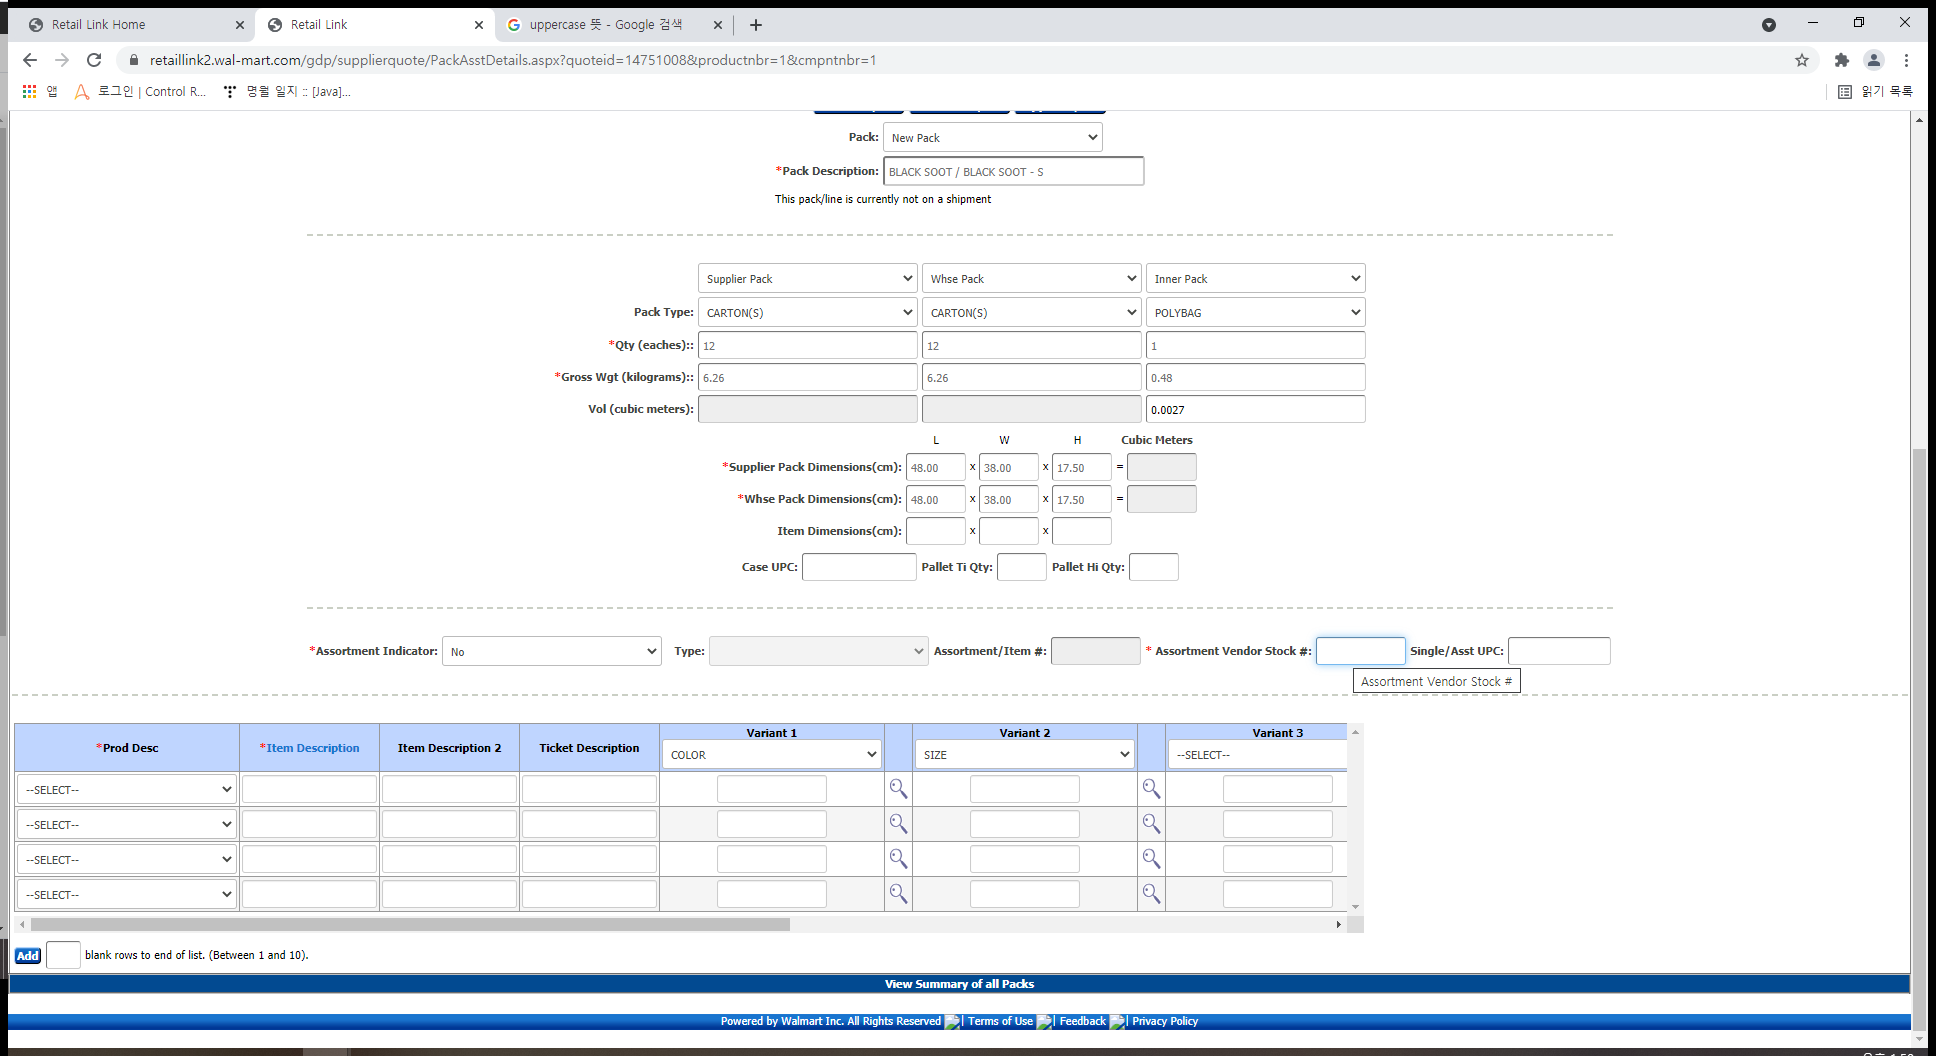 Retail Link Home
Retail Link
uppercase 뜻 - Google 검색
retaillink2.wal-mart.com/gdp/supplierquote/PackAsstDetails.aspx?quoteid=14751008&productnbr=1&cmpntnbr=1
앱
로그인 | Control R...
명월 일지 :: [Java]...
읽기 목록
Pack: New Pack
*Pack Description: BLACK SOOT / BLACK SOOT - S
This pack/line is currently not on a shipment
Supplier Pack Whse Pack Inner Pack
Pack Type: CARTON(S) CARTON(S) POLYBAG
*Qty (eaches):: 12 12 1
*Gross Wgt (kilograms):: 6.26 6.26 0.48
Vol (cubic meters): 0.0027
L W H Cubic Meters
*Supplier Pack Dimensions(cm): 48.00 x 38.00 x 17.50 =
*Whse Pack Dimensions(cm): 48.00 x 38.00 x 17.50 =
Item Dimensions(cm): x x
Case UPC: Pallet Ti Qty: Pallet Hi Qty:
*Assortment Indicator: No Type: Assortment/Item #: * Assortment Vendor Stock #: Single/Asst UPC:
Assortment Vendor Stock #
*Prod Desc *Item Description Item Description 2 Ticket Description Variant 1 Variant 2 Variant 3
COLOR SIZE --SELECT--
--SELECT--
--SELECT--
--SELECT--
--SELECT--
Add blank rows to end of list. (Between 1 and 10).
View Summary of all Packs
Powered by Walmart Inc. All Rights Reserved | Terms of Use | Feedback | Privacy Policy